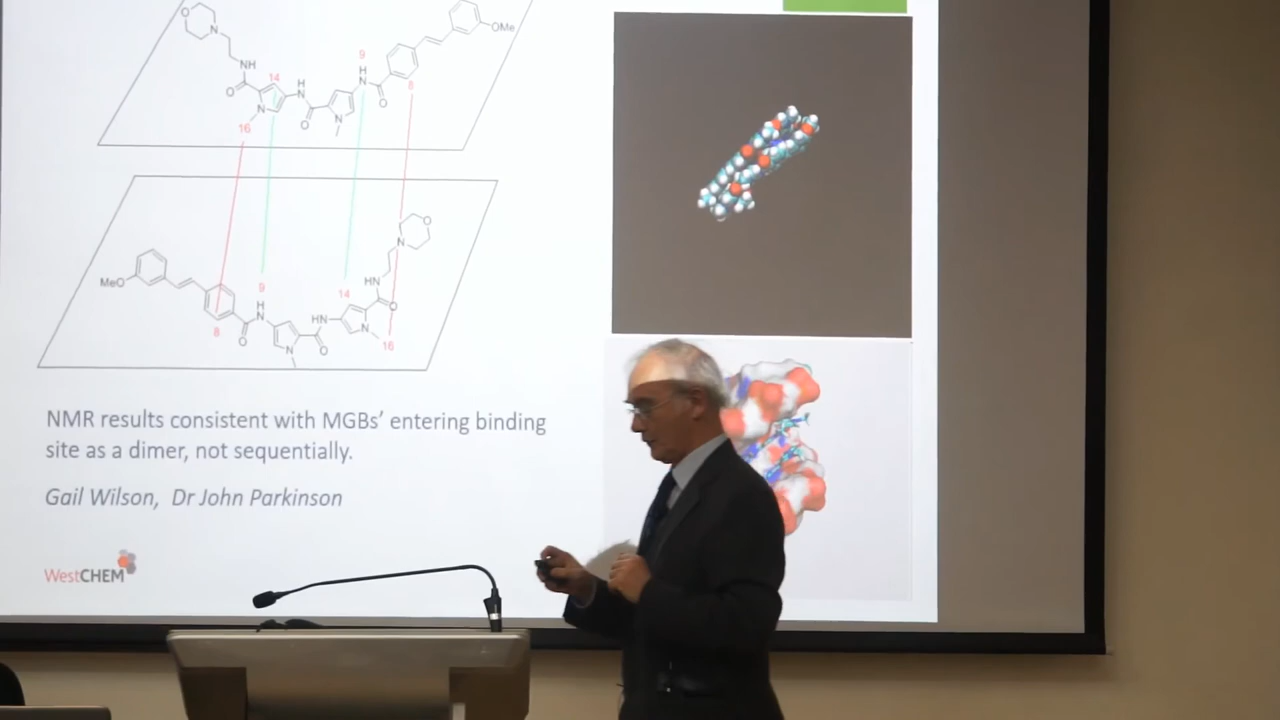 O
N
NH
O
14
N
16
H
N
O
N
9
H
N
O
8
OMe
O
N
MeO
9
H
N
8
O
N
HN
O
14
HN
N
O
16
NMR results consistent with MGBs' entering binding
site as a dimer, not sequentially.
Gail Wilson, Dr John Parkinson
WestCHEM